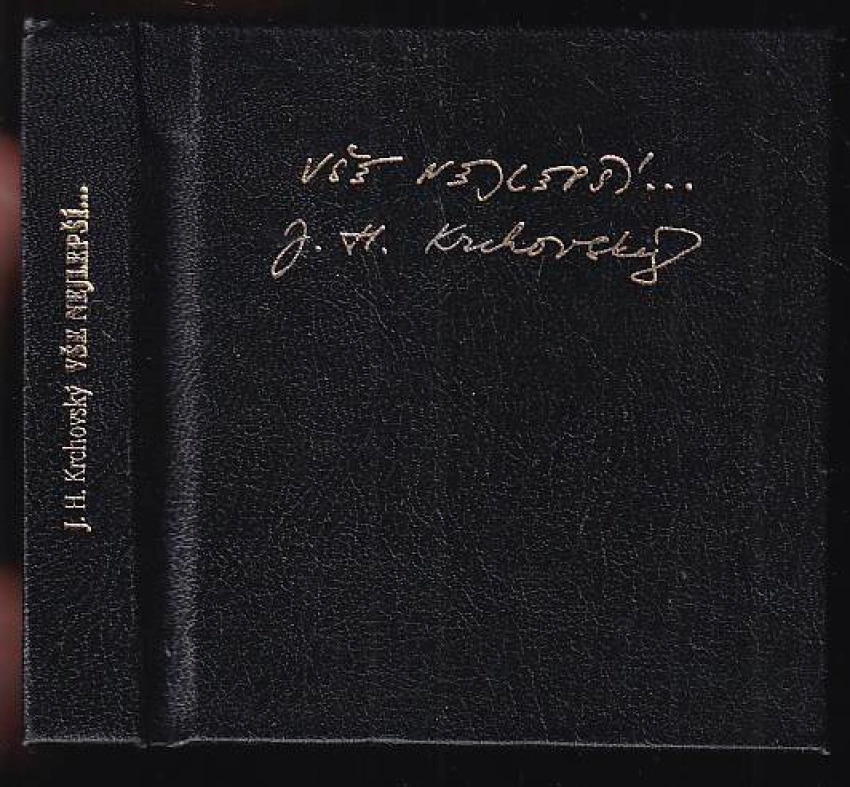 VŠE NEJLEPŠÍ...
J. H. Krchovský
J. H. Krchovský VŠE NEJLEPŠÍ...